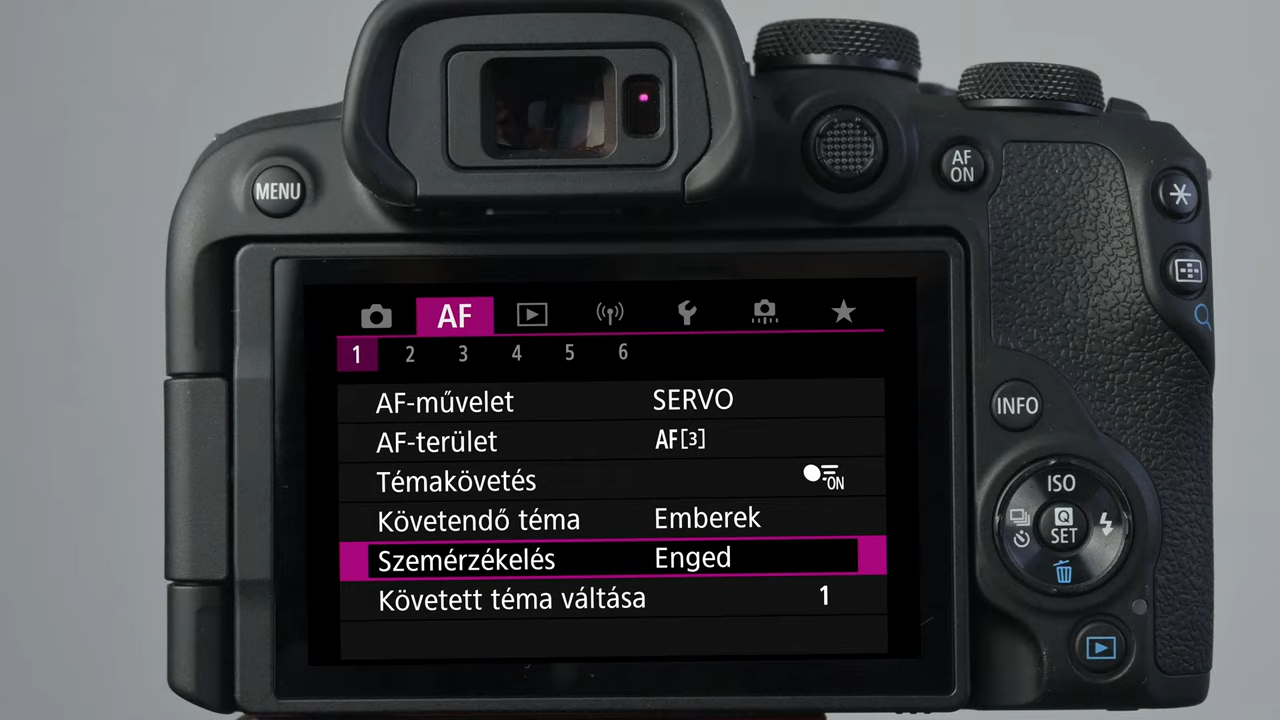 MENU
AF
ON
AF
1 2 3 4 5 6
AF-művelet SERVO
AF-terület AF[3]
Témakövetés ON
Követendő téma Emberek
Szemérzékelés Enged
Követett téma váltása 1
INFO
ISO
Q
SET